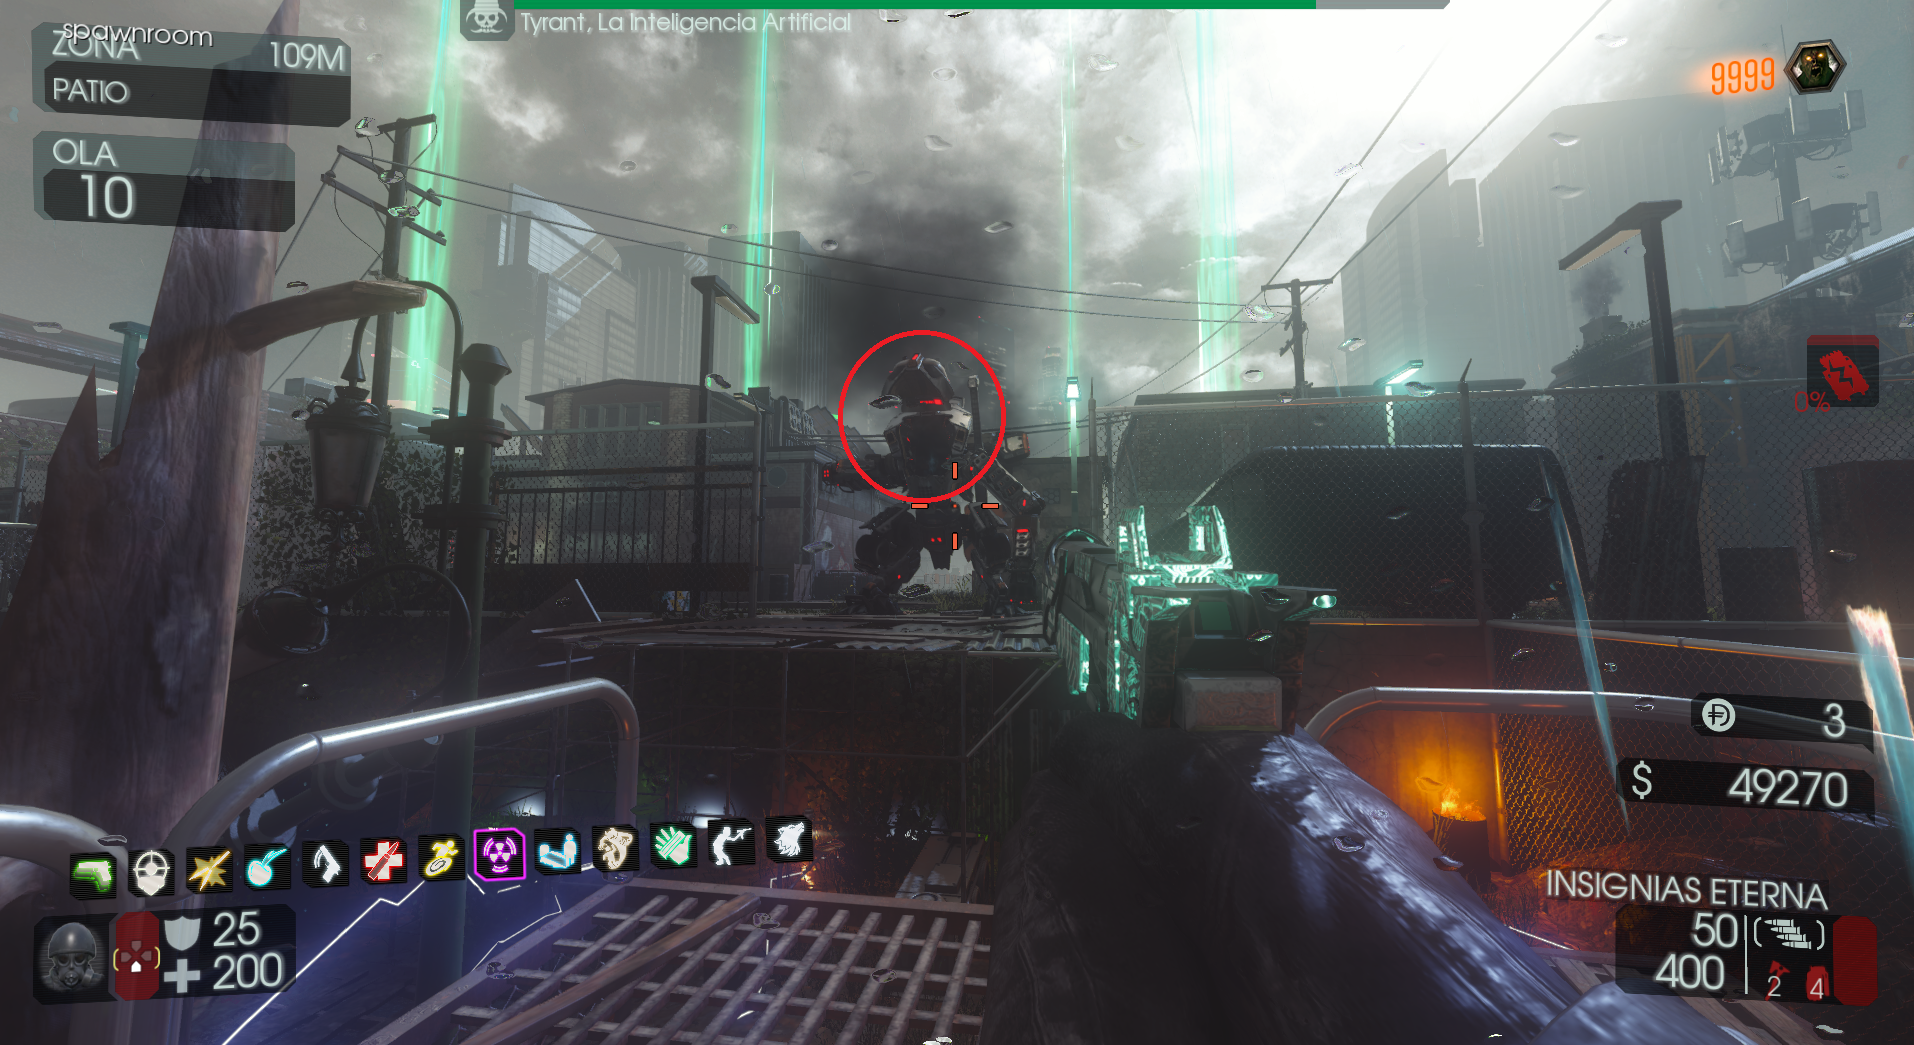 Tyrant, La Inteligencia Artificial
spawnroom
ZONA 109M
PATIO
OLA
10
9999
0%
3
$ 49270
INSIGNIAS ETERNA
50
400
2 4
25
200